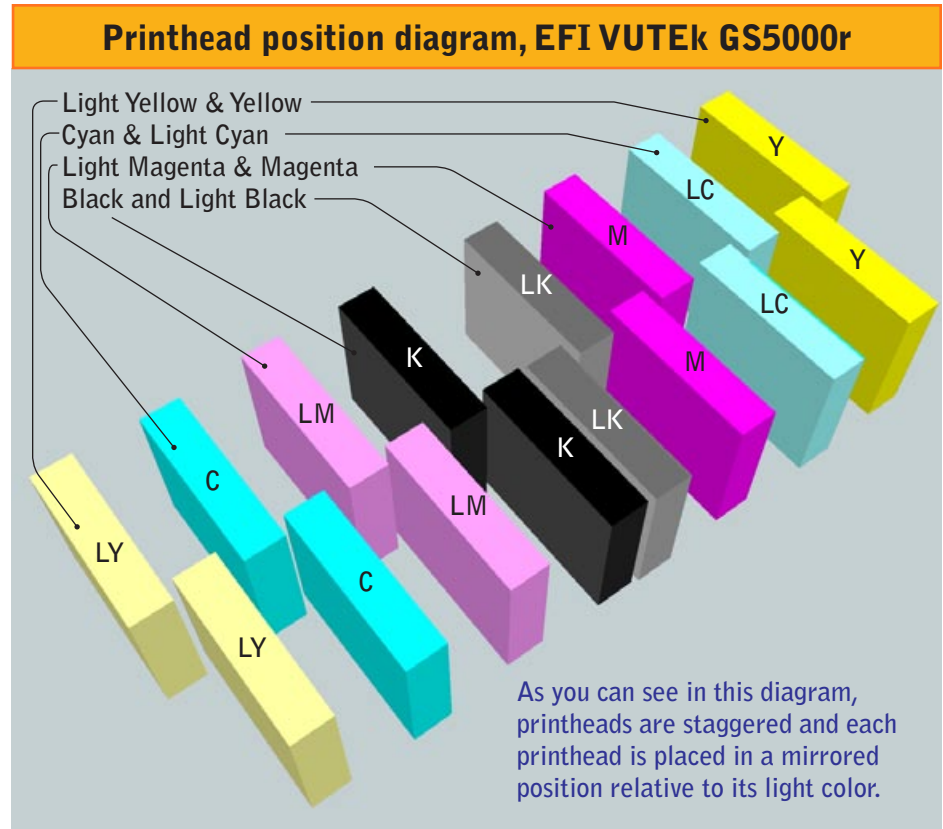 Printhead position diagram, EFI VUTEk GS5000r
Light Yellow & Yellow
Cyan & Light Cyan
Light Magenta & Magenta
Black and Light Black
Y
LC
Y
M
LC
LK
M
K
LK
LM
K
C
LM
LY
C
LY
As you can see in this diagram,
printheads are staggered and each
printhead is placed in a mirrored
position relative to its light color.